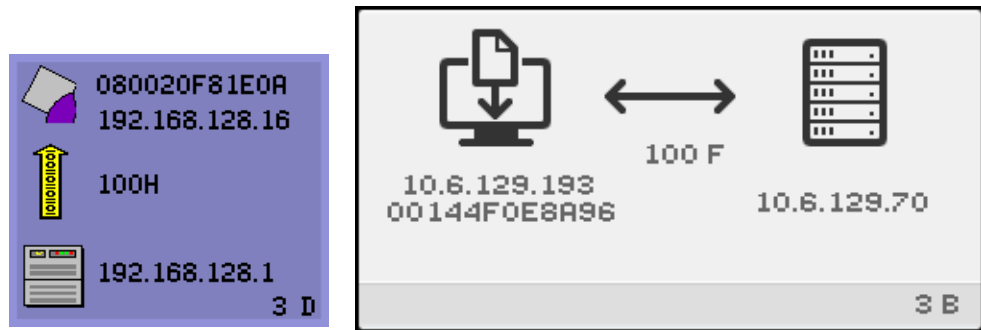 080020F81E0A
192.168.128.16
100H
192.168.128.1
3 D
100 F
10.6.129.193
00144F0E8A96
10.6.129.70
3 B